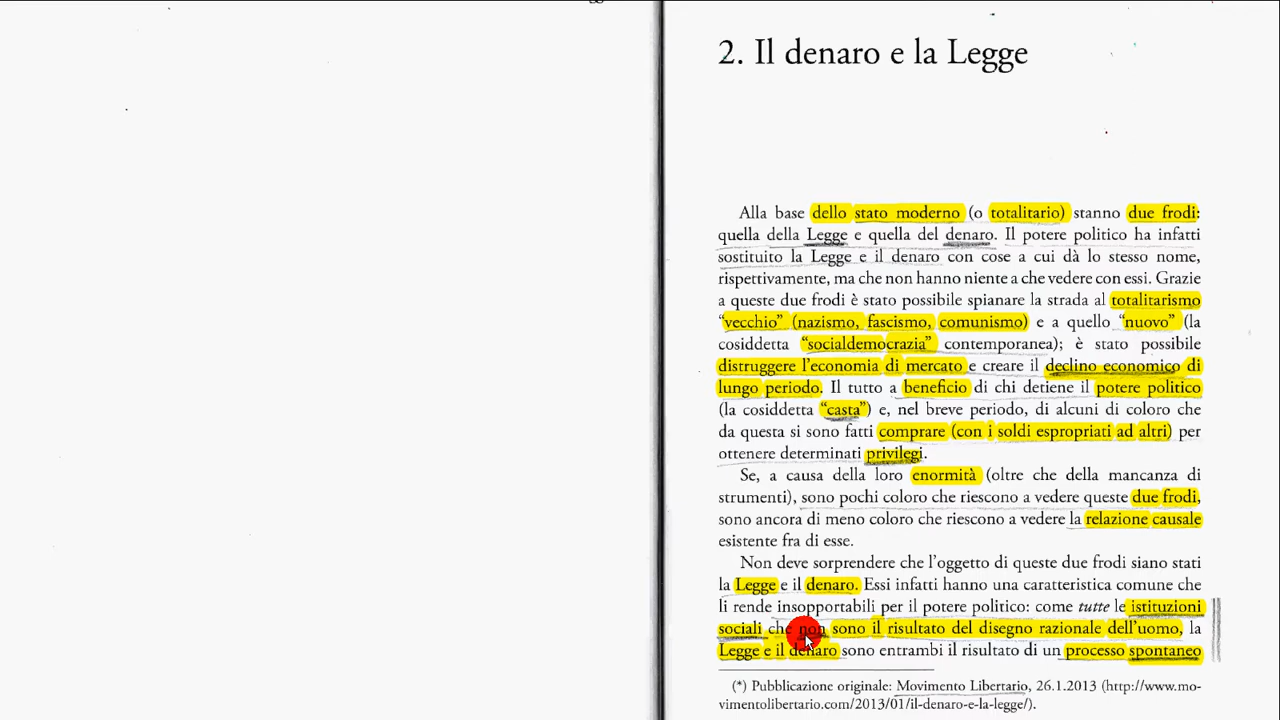 2. Il denaro e la Legge
Alla base dello stato moderno (o totalitario) stanno due frodi:
quella della Legge e quella del denaro. Il potere politico ha infatti
sostituito la Legge e il denaro con cose a cui dà lo stesso nome,
rispettivamente, ma che non hanno niente a che vedere con essi. Grazie
a queste due frodi è stato possibile spianare la strada al totalitarismo
“vecchio” (nazismo, fascismo, comunismo) e a quello “nuovo” (la
cosiddetta “socialdemocrazia” contemporanea); è stato possibile
distruggere l’economia di mercato e creare il declino economico di
lungo periodo. Il tutto a beneficio di chi detiene il potere politico
(la cosiddetta “casta”) e, nel breve periodo, di alcuni di coloro che
da questa si sono fatti comprare (con i soldi espropriati ad altri) per
ottenere determinati privilegi.
Se, a causa della loro enormità (oltre che della mancanza di
strumenti), sono pochi coloro che riescono a vedere queste due frodi,
sono ancora di meno coloro che riescono a vedere la relazione causale
esistente fra di esse.
Non deve sorprendere che l’oggetto di queste due frodi siano stati
la Legge e il denaro. Essi infatti hanno una caratteristica comune che
li rende insopportabili per il potere politico: come tutte le istituzioni
sociali che non sono il risultato del disegno razionale dell’uomo, la
Legge e il denaro sono entrambi il risultato di un processo spontaneo
(*) Pubblicazione originale: Movimento Libertario, 26.1.2013 (http://www.mo-
vimentolibertario.com/2013/01/il-denaro-e-la-legge/).